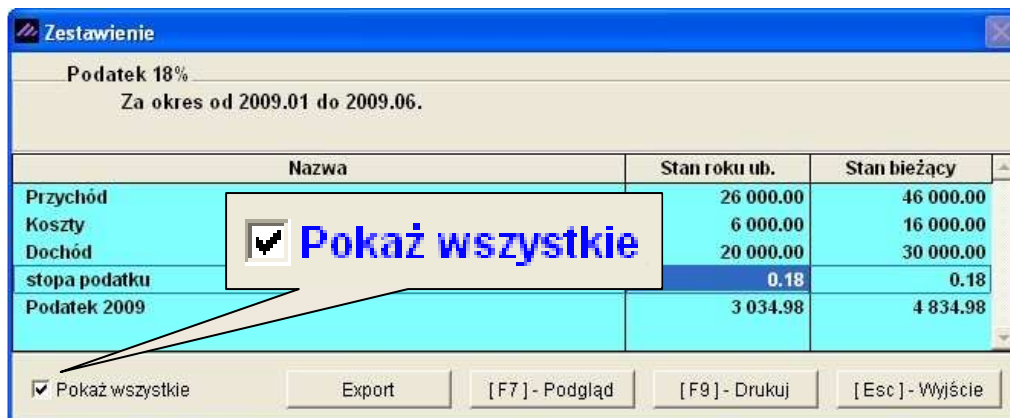 Zestawienie
Podatek 18%
Za okres od 2009.01 do 2009.06.
Nazwa Stan roku ub. Stan bieżący
Przychód 26 000.00 46 000.00
Koszty 6 000.00 16 000.00
Dochód 20 000.00 30 000.00
stopa podatku 0.18 0.18
Podatek 2009 3 034.98 4 834.98
Pokaż wszystkie
Pokaż wszystkie Export [ F7 ] - Podgląd [ F9 ] - Drukuj [ Esc ] - Wyjście